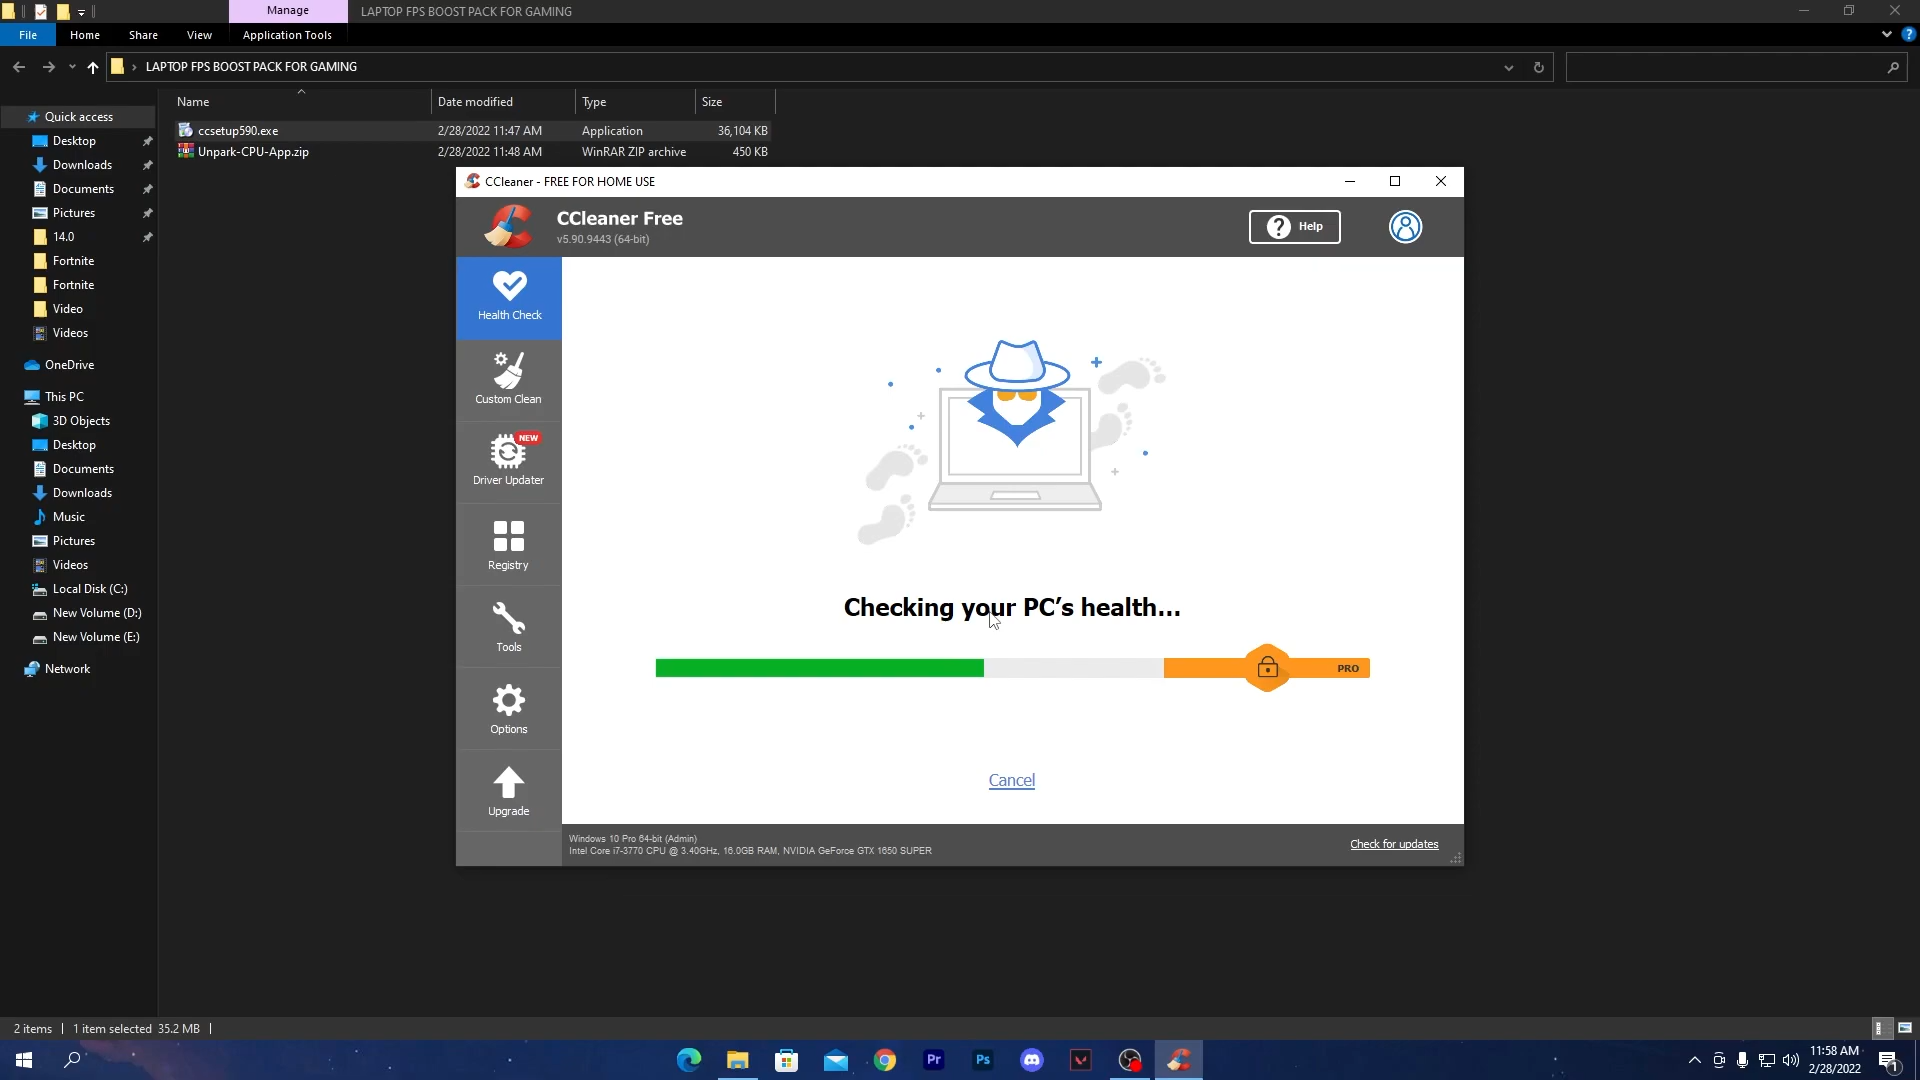 Manage
LAPTOP FPS BOOST PACK FOR GAMING
File
Home
Share
View
Application Tools
LAPTOP FPS BOOST PACK FOR GAMING
Name
Date modified
Type
Size
ccsetup590.exe
2/28/2022 11:47 AM
Application
36,104 KB
Unpark-CPU-App.zip
2/28/2022 11:48 AM
WinRAR ZIP archive
450 KB
Quick access
Desktop
Downloads
Documents
Pictures
14.0
Fortnite
Fortnite
Video
Videos
OneDrive
This PC
3D Objects
Desktop
Documents
Downloads
Music
Pictures
Videos
Local Disk (C:)
New Volume (D:)
New Volume (E:)
Network
CCleaner - FREE FOR HOME USE
CCleaner Free
v5.90.9443 (64-bit)
Help
Health Check
Custom Clean
NEW
Driver Updater
Registry
Tools
Options
Upgrade
Checking your PC’s health...
PRO
Cancel
Windows 10 Pro 64-bit (Admin)
Intel Core i7-3770 CPU @ 3.40GHz, 16.0GB RAM, NVIDIA GeForce GTX 1650 SUPER
Check for updates
2 items
1 item selected 35.2 MB
Pr
Ps
11:58 AM
2/28/2022
1